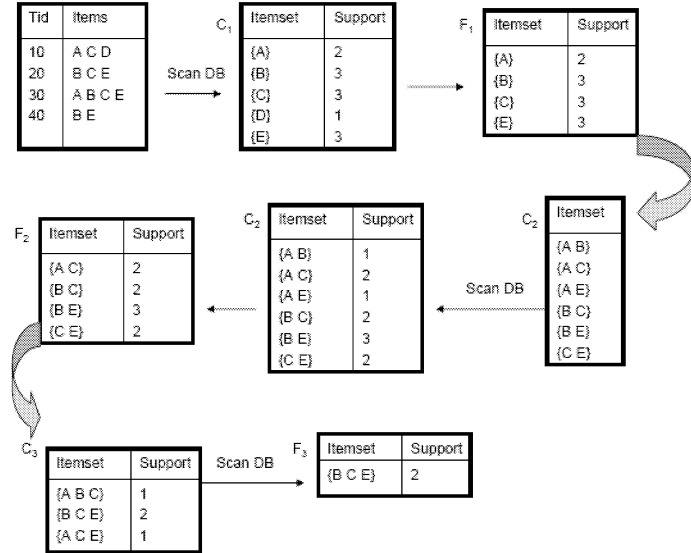 Tid Items
10 A C D
20 B C E
30 A B C E
40 B E
Scan DB
C1
Itemset Support
{A} 2
{B} 3
{C} 3
{D} 1
{E} 3
F1
Itemset Support
{A} 2
{B} 3
{C} 3
{E} 3
C2
Itemset
{A B}
{A C}
{A E}
{B C}
{B E}
{C E}
Scan DB
C2
Itemset Support
{A B} 1
{A C} 2
{A E} 1
{B C} 2
{B E} 3
{C E} 2
F2
Itemset Support
{A C} 2
{B C} 2
{B E} 3
{C E} 2
C3
Itemset Support
{A B C} 1
{B C E} 2
{A C E} 1
Scan DB
F3
Itemset Support
{B C E} 2